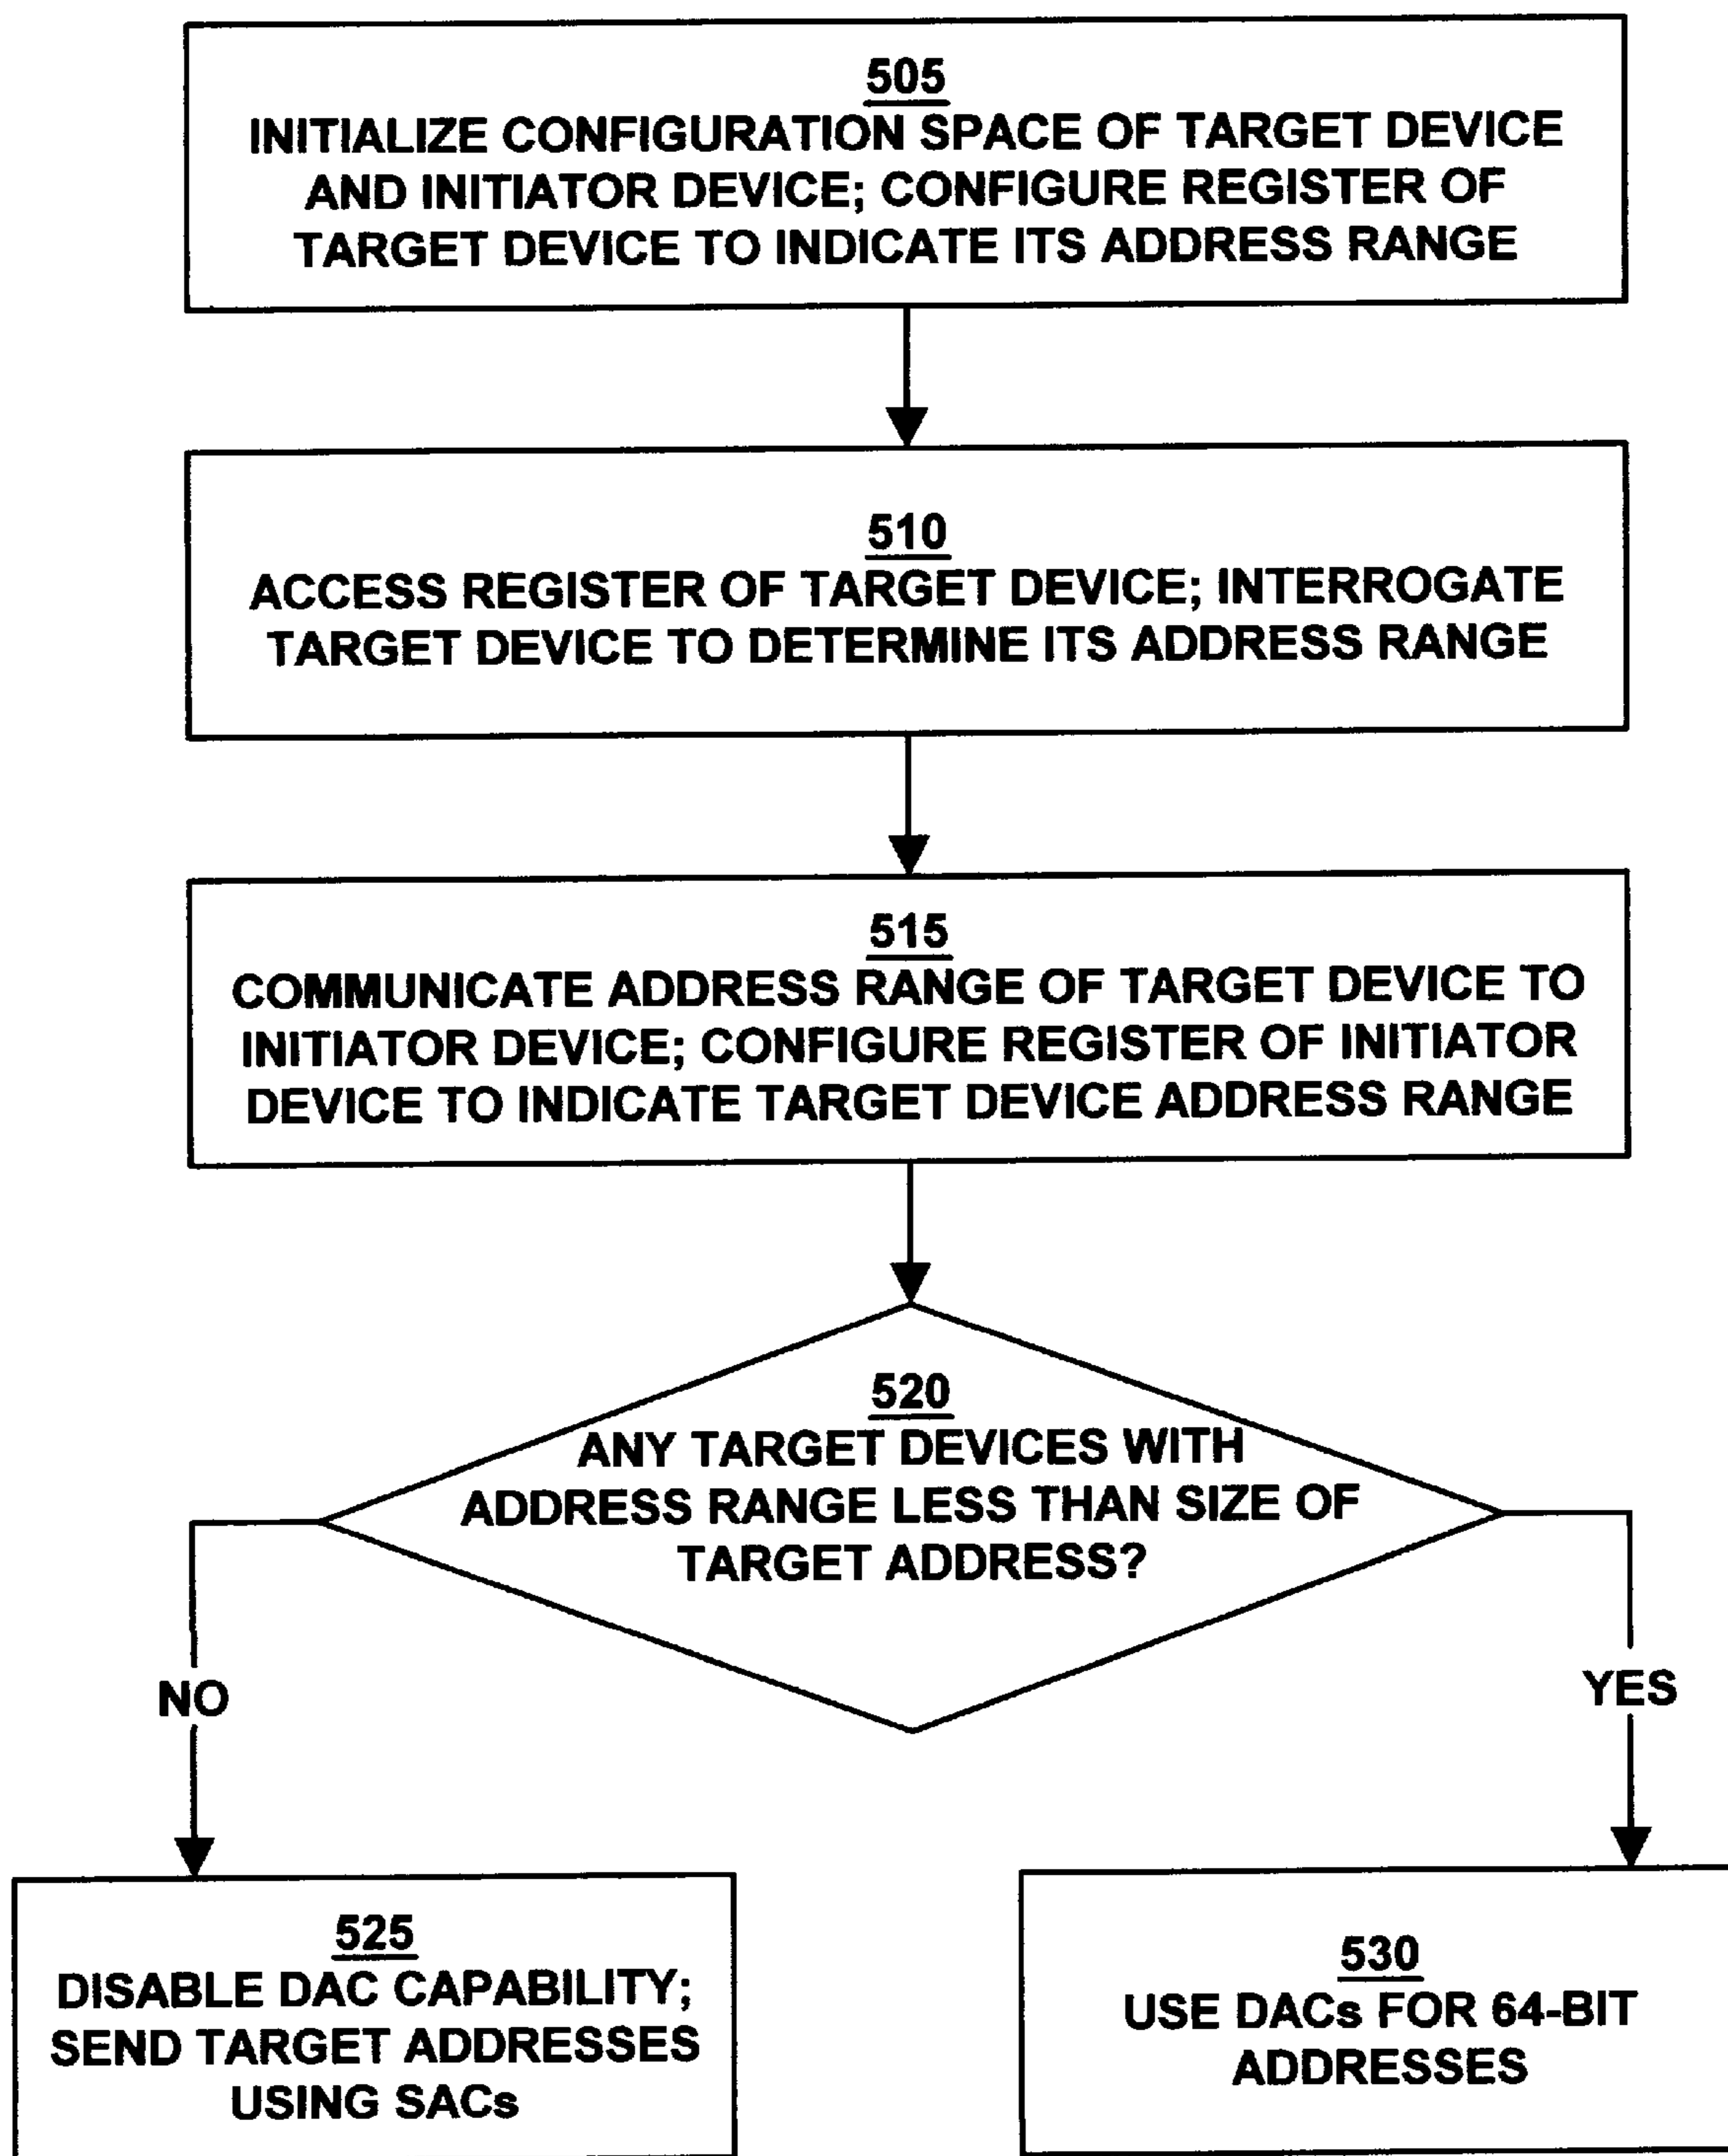 505
INITIALIZE CONFIGURATION SPACE OF TARGET DEVICE
AND INITIATOR DEVICE; CONFIGURE REGISTER OF
TARGET DEVICE TO INDICATE ITS ADDRESS RANGE
510
ACCESS REGISTER OF TARGET DEVICE; INTERROGATE
TARGET DEVICE TO DETERMINE ITS ADDRESS RANGE
515
COMMUNICATE ADDRESS RANGE OF TARGET DEVICE TO
INITIATOR DEVICE; CONFIGURE REGISTER OF INITIATOR
DEVICE TO INDICATE TARGET DEVICE ADDRESS RANGE
520
ANY TARGET DEVICES WITH
ADDRESS RANGE LESS THAN SIZE OF
TARGET ADDRESS?
NO
YES
525
DISABLE DAC CAPABILITY;
SEND TARGET ADDRESSES
USING SACs
530
USE DACs FOR 64-BIT
ADDRESSES